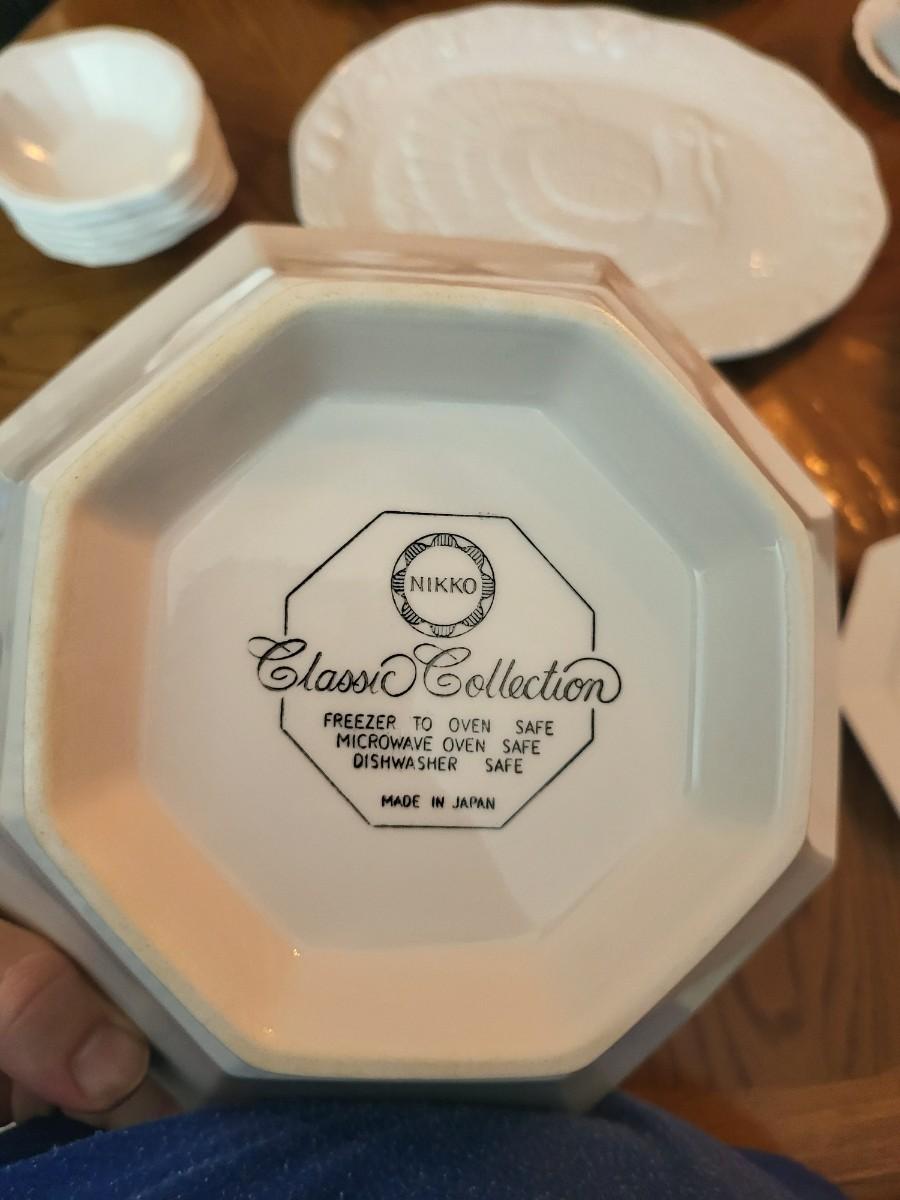 NIKKO
Classic Collection
FREEZER TO OVEN SAFE
MICROWAVE OVEN SAFE
DISHWASHER SAFE
MADE IN JAPAN